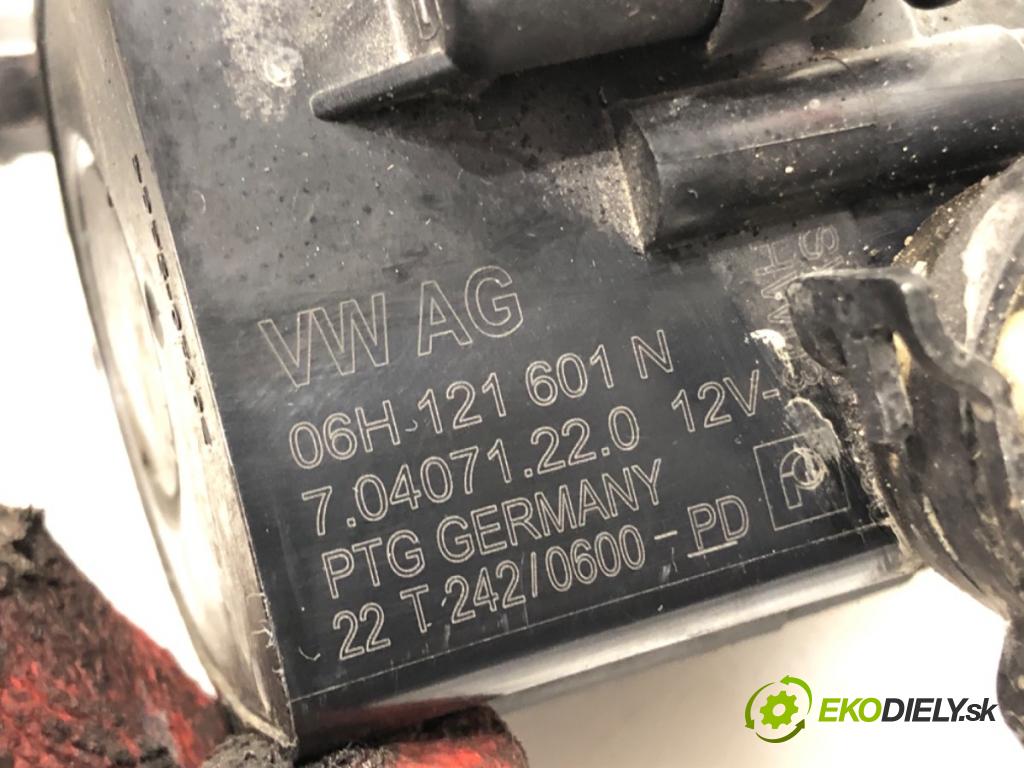 VW AG
06H 121 601 N
7.04071.22.0 12V-
PTG GERMANY
22 T 242/0600-PD
EKODIELY.sk